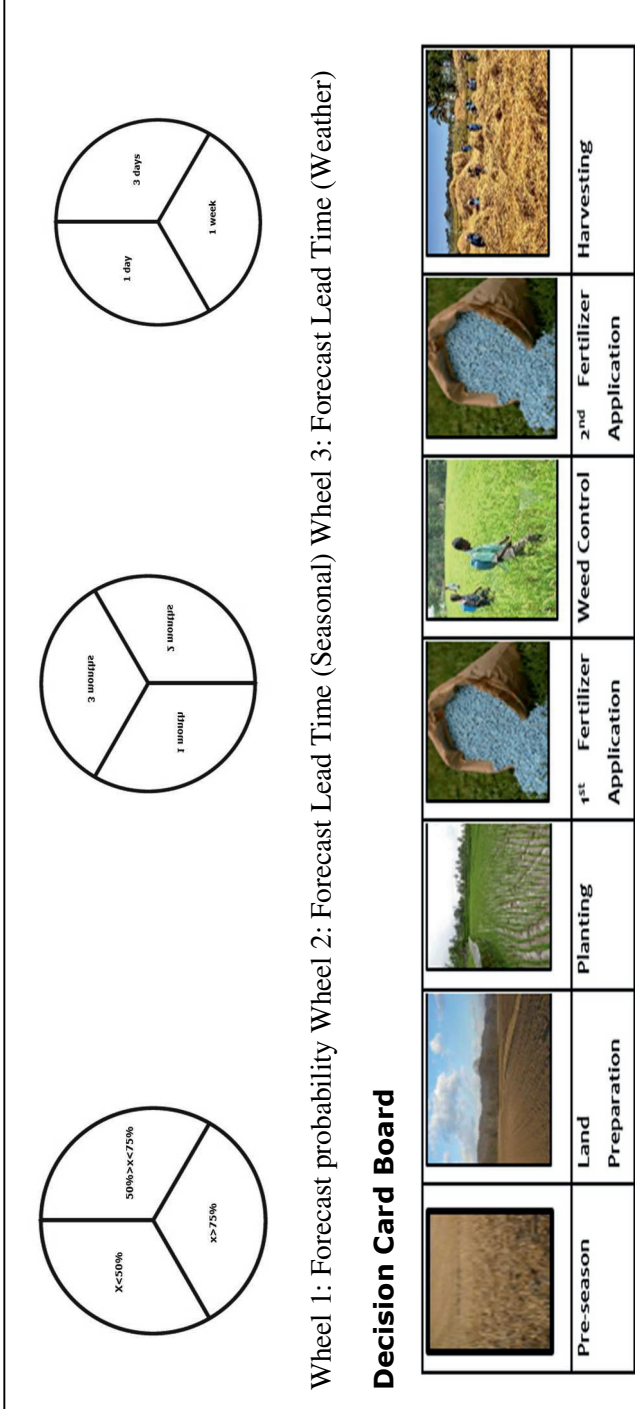 X<50%
50%>x<75%
x>75%
1 month
2 months
3 months
1 day
3 days
1 week
Wheel 1: Forecast probability Wheel 2: Forecast Lead Time (Seasonal) Wheel 3: Forecast Lead Time (Weather)
Decision Card Board
Pre-season
Land
Preparation
Planting
1st Fertilizer
Application
Weed Control
2nd Fertilizer
Application
Harvesting